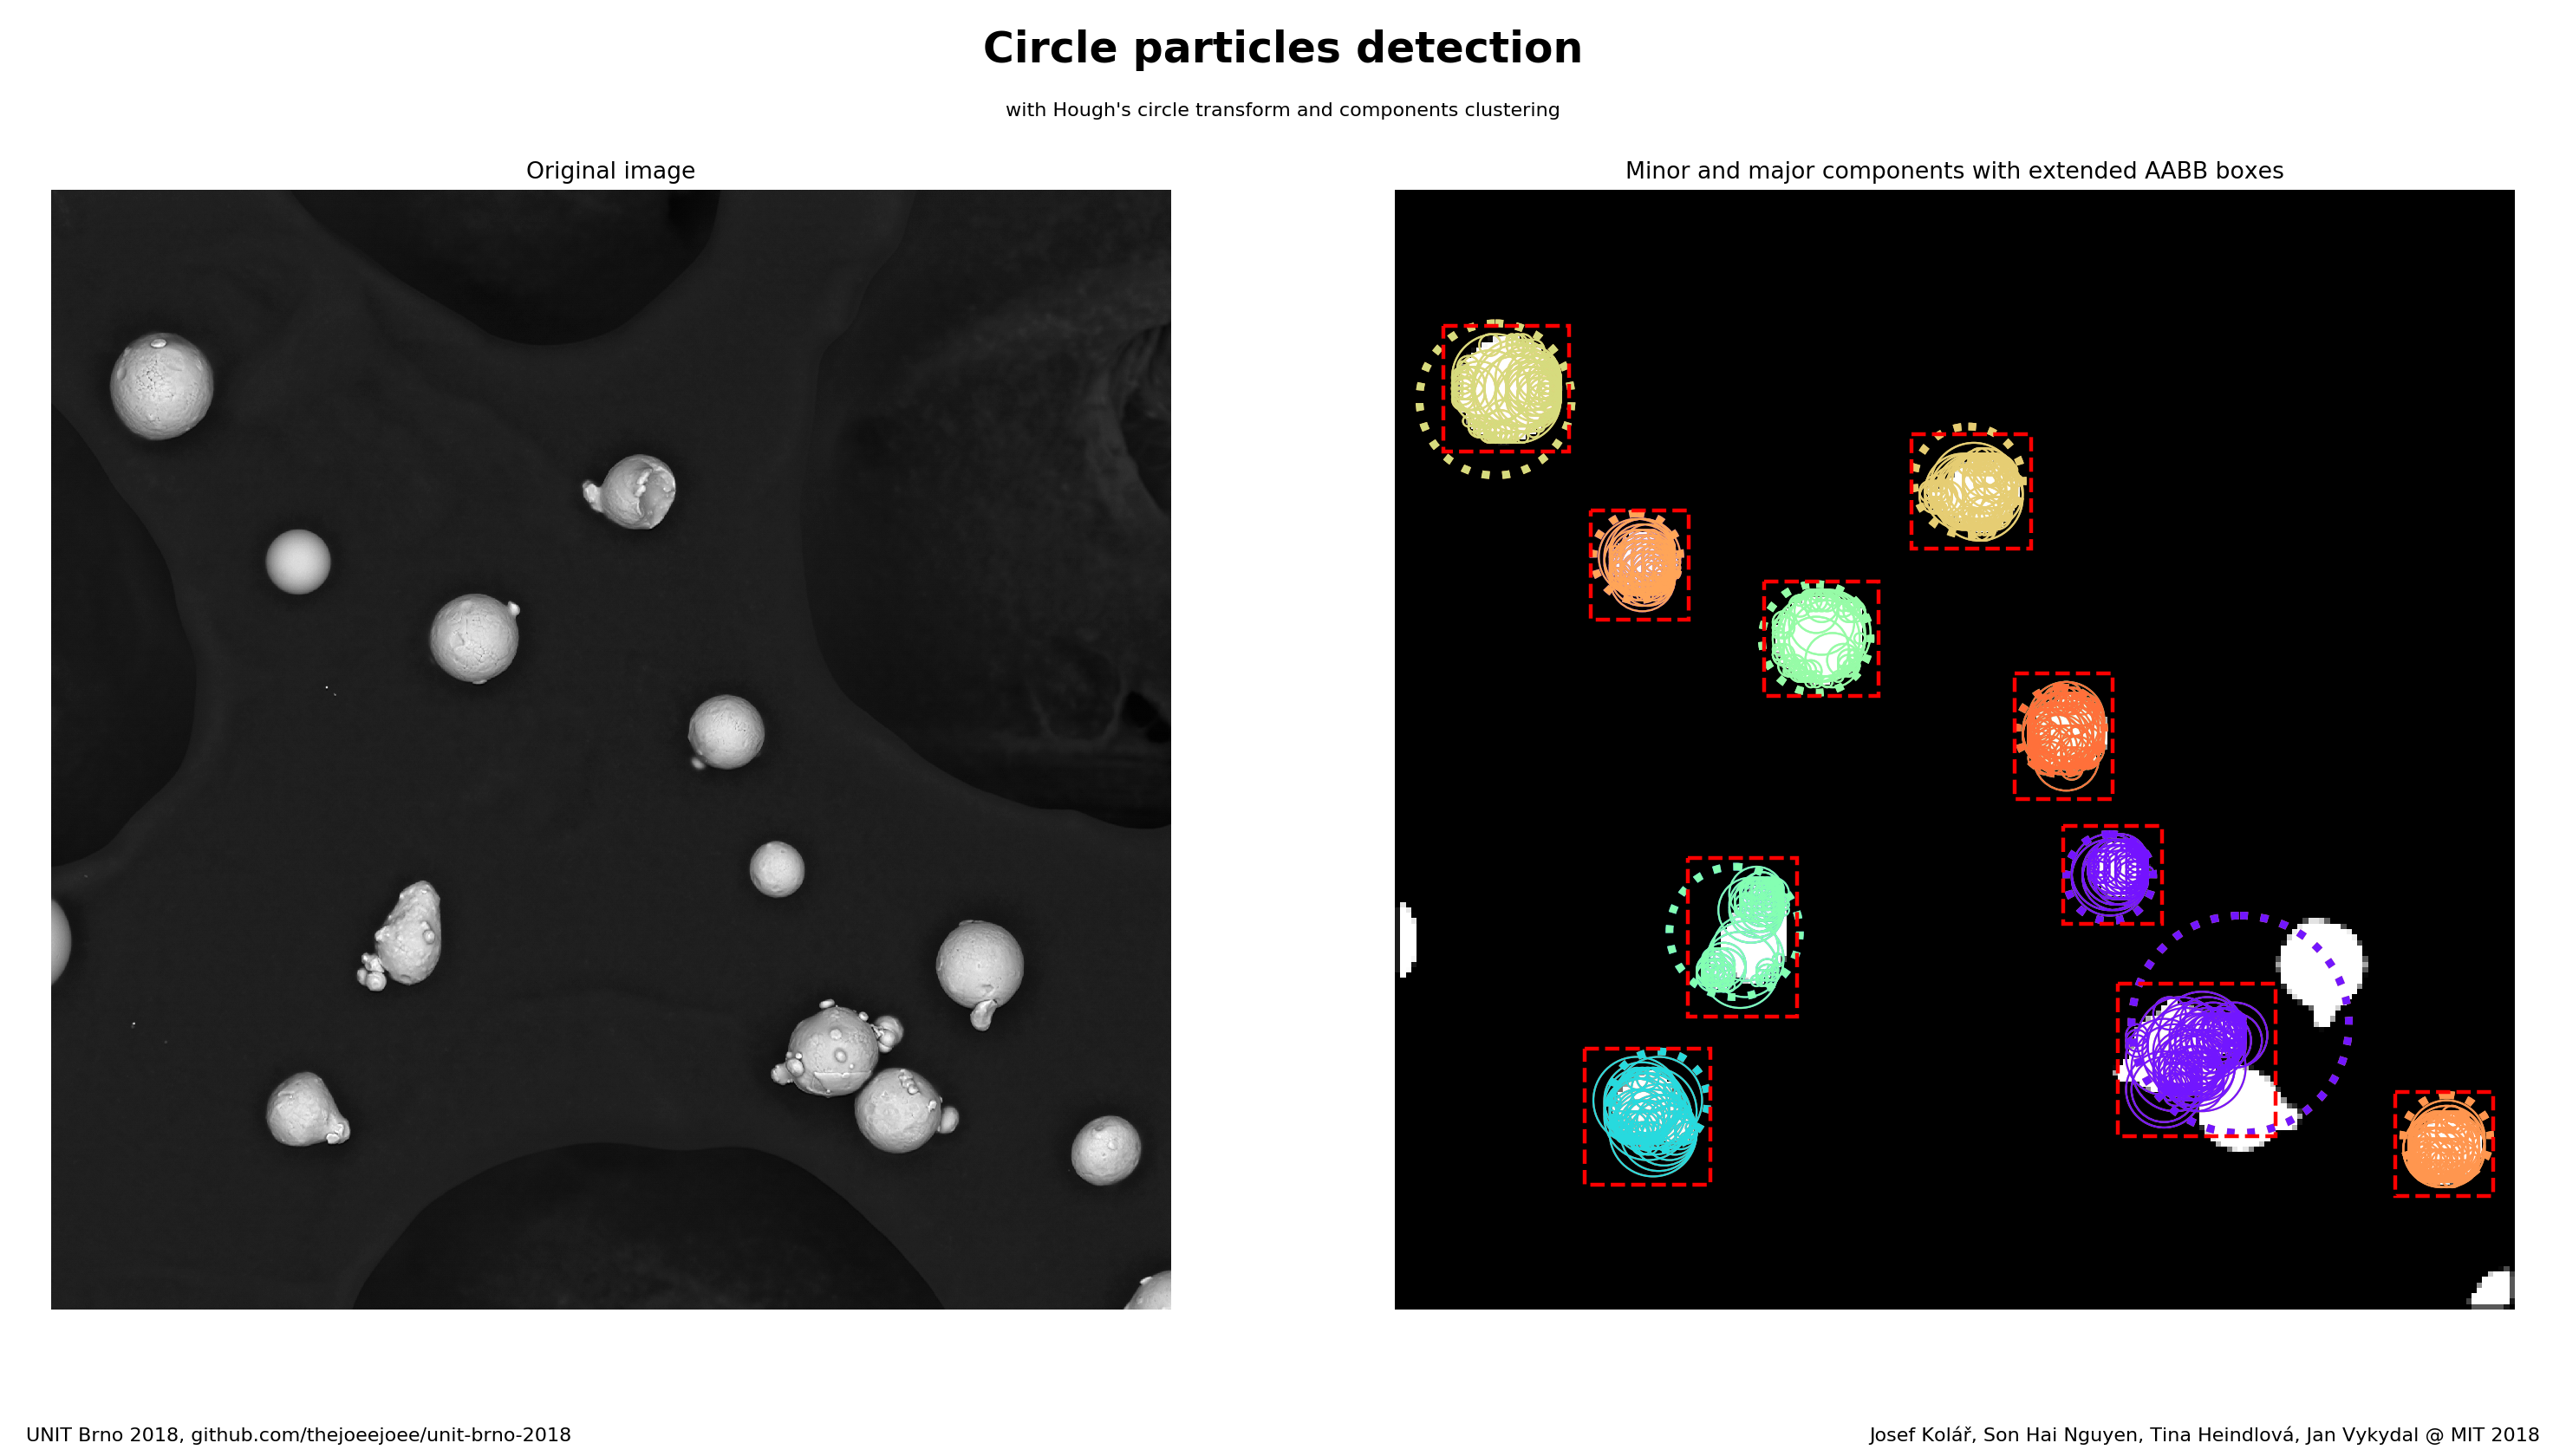 Circle particles detection
with Hough's circle transform and components clustering
Original image
Minor and major components with extended AABB boxes
UNIT Brno 2018, github.com/thejoeejoee/unit-brno-2018
Josef Kolář, Son Hai Nguyen, Tina Heindlová, Jan Vykydal @ MIT 2018